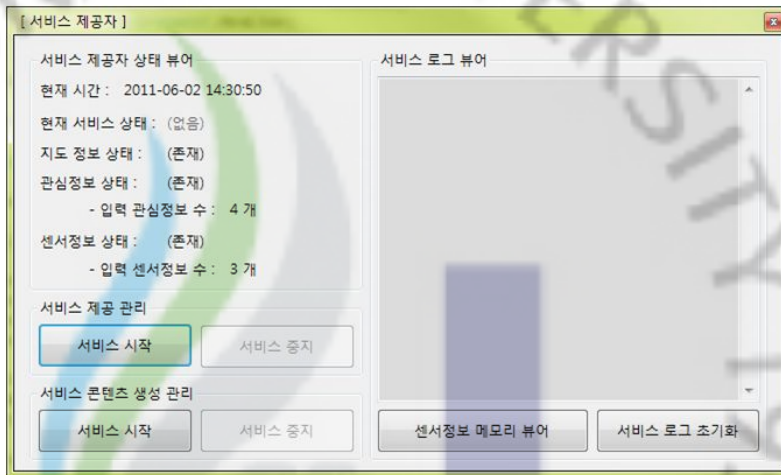 [ 서비스 제공자 ]
서비스 제공자 상태 뷰어
현재 시간 : 2011-06-02 14:30:50
현재 서비스 상태 : (없음)
지도 정보 상태 : (존재)
관심정보 상태 : (존재)
- 입력 관심정보 수 : 4 개
센서정보 상태 : (존재)
- 입력 센서정보 수 : 3 개
서비스 제공 관리
서비스 시작
서비스 중지
서비스 콘텐츠 생성 관리
서비스 시작
서비스 중지
서비스 로그 뷰어
센서정보 메모리 뷰어
서비스 로그 초기화